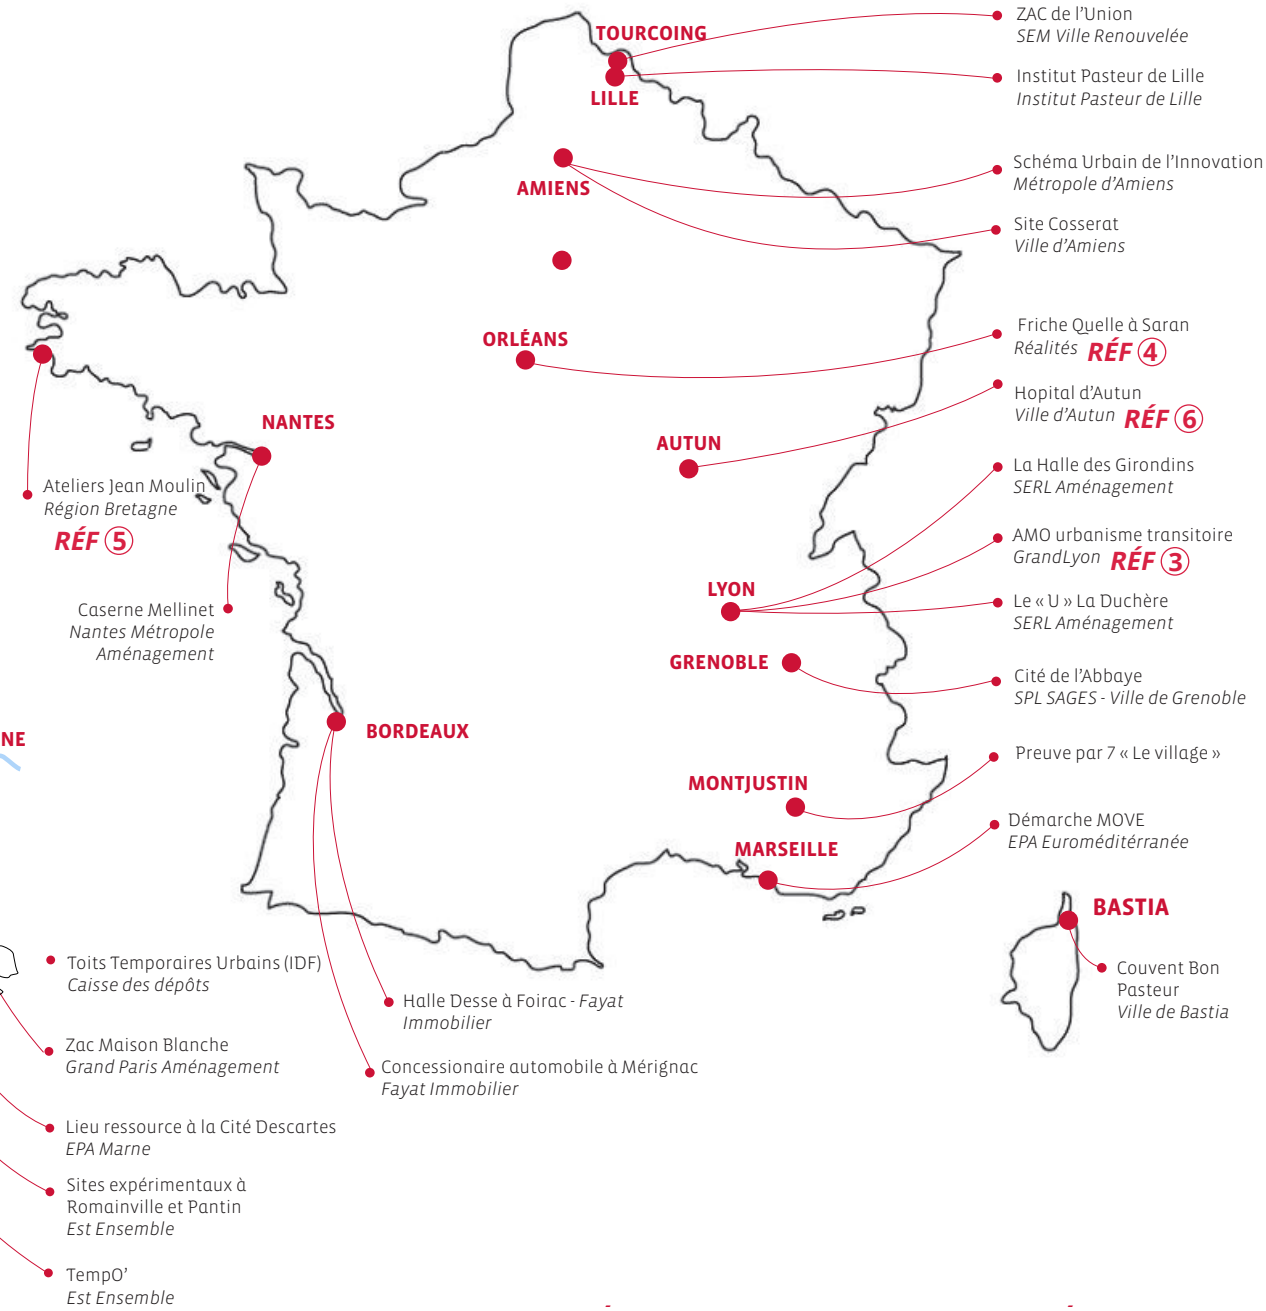 TOURCOING
LILLE
ZAC de l’Union
SEM Ville Renouvelée
Institut Pasteur de Lille
Institut Pasteur de Lille
AMIENS
Schéma Urbain de l’Innovation
Métropole d’Amiens
Site Cosserat
Ville d’Amiens
ORLÉANS
Friche Quelle à Saran
Réalités RÉF 4
AUTUN
Hopital d’Autun
Ville d’Autun RÉF 6
NANTES
Ateliers Jean Moulin
Région Bretagne
RÉF 5
Caserne Mellinet
Nantes Métropole
Aménagement
LYON
La Halle des Girondins
SERL Aménagement
AMO urbanisme transitoire
GrandLyon RÉF 3
Le « U » La Duchère
SERL Aménagement
GRENOBLE
Cité de l’Abbaye
SPL SAGES - Ville de Grenoble
NE
BORDEAUX
MONTJUSTIN
Preuve par 7 « Le village »
MARSEILLE
Démarche MOVE
EPA Euroméditérranée
BASTIA
Couvent Bon
Pasteur
Ville de Bastia
Halle Desse à Foirac - Fayat
Immobilier
Concessionaire automobile à Mérignac
Fayat Immobilier
Toits Temporaires Urbains (IDF)
Caisse des dépôts
Zac Maison Blanche
Grand Paris Aménagement
Lieu ressource à la Cité Descartes
EPA Marne
Sites expérimentaux à
Romainville et Pantin
Est Ensemble
TempO’
Est Ensemble